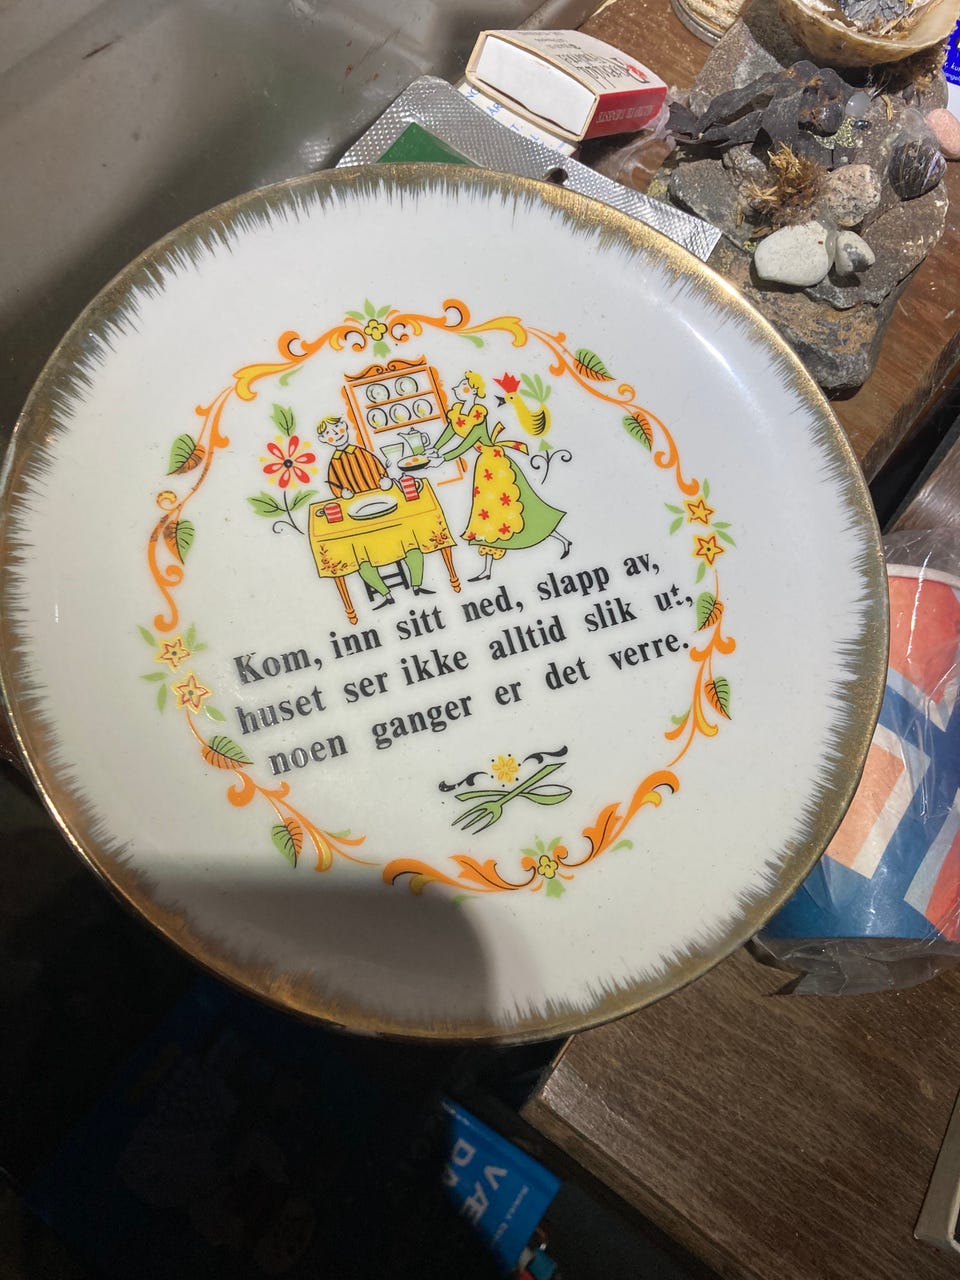 Kom, inn sitt ned, slapp av,
huset ser ikke alltid slik ut,
noen ganger er det verre.